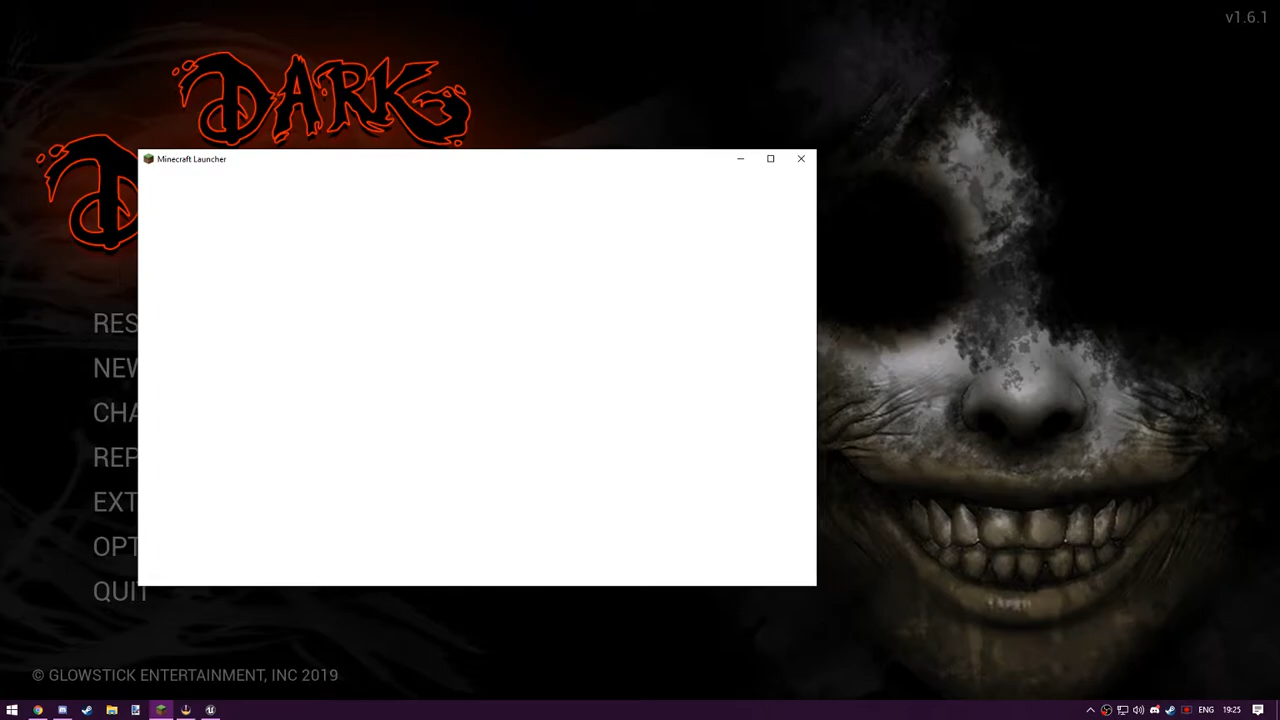 v1.6.1
DARK
D
Minecraft Launcher
RES
NEW
CHA
REP
EXT
OPT
QUIT
© GLOWSTICK ENTERTAINMENT, INC 2019
ENG
19:25